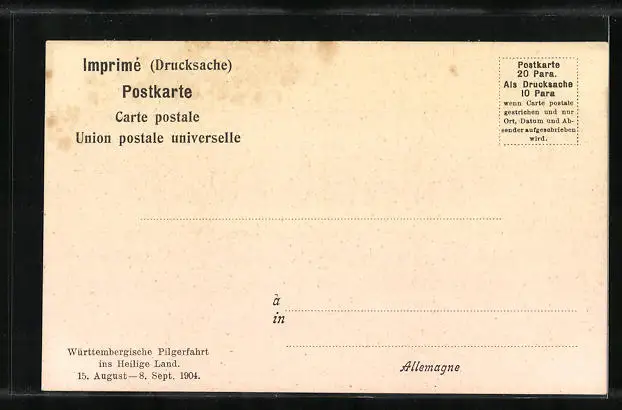 Imprimé (Drucksache)
Postkarte
Carte postale
Union postale universelle
Postkarte
20 Para.
Als Drucksache
10 Para
wenn Carte postale
gestrichen und nur
Ort, Datum und Ab-
sender aufgeschrieben
wird.
à
in
Allemagne
Württembergische Pilgerfahrt
ins Heilige Land.
15. August—8. Sept. 1904.